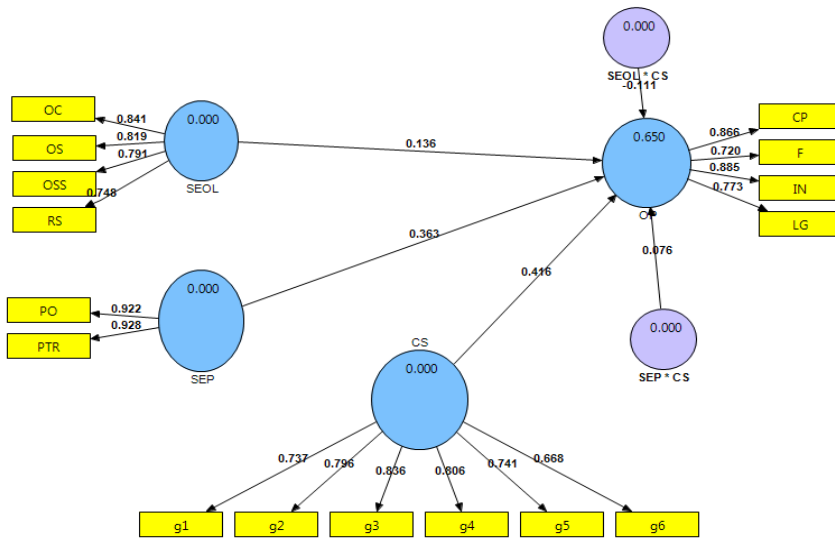 0.000
SEOL * CS
-0.111
OC
OS
OSS
RS
0.841
0.819
0.791
0.748
0.000
SEOL
0.136
0.650
0.866
0.720
0.885
0.773
CP
F
IN
LG
0.363
0.416
0.076
PO
PTR
0.922
0.928
0.000
SEP
CS
0.000
0.000
SEP * CS
0.737
0.796
0.836
0.806
0.741
0.668
g1
g2
g3
g4
g5
g6